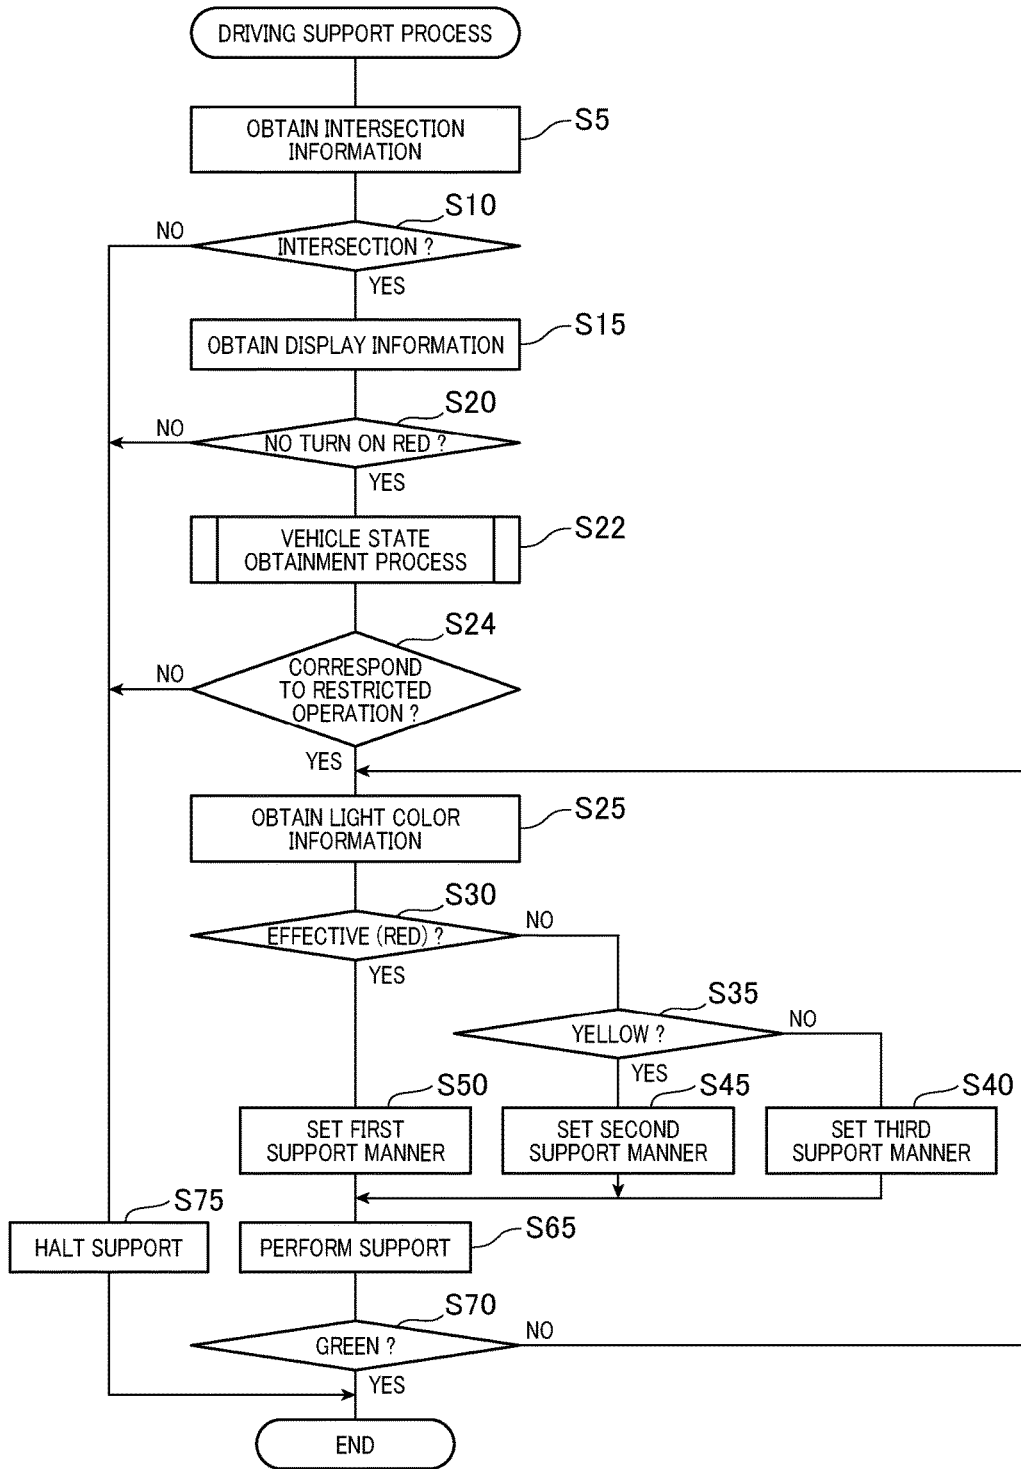 DRIVING SUPPORT PROCESS
OBTAIN INTERSECTION
INFORMATION
S5
S10
NO
INTERSECTION ?
YES
S15
OBTAIN DISPLAY INFORMATION
S20
NO
NO TURN ON RED ?
YES
VEHICLE STATE
OBTAINMENT PROCESS
S22
S24
NO
CORRESPOND
TO RESTRICTED
OPERATION ?
YES
OBTAIN LIGHT COLOR
INFORMATION
S25
S30
EFFECTIVE (RED) ?
NO
YES
S35
YELLOW ?
NO
YES
S50
S45
S40
SET FIRST
SUPPORT MANNER
SET SECOND
SUPPORT MANNER
SET THIRD
SUPPORT MANNER
S75
HALT SUPPORT
PERFORM SUPPORT
S65
S70
GREEN ?
NO
YES
END